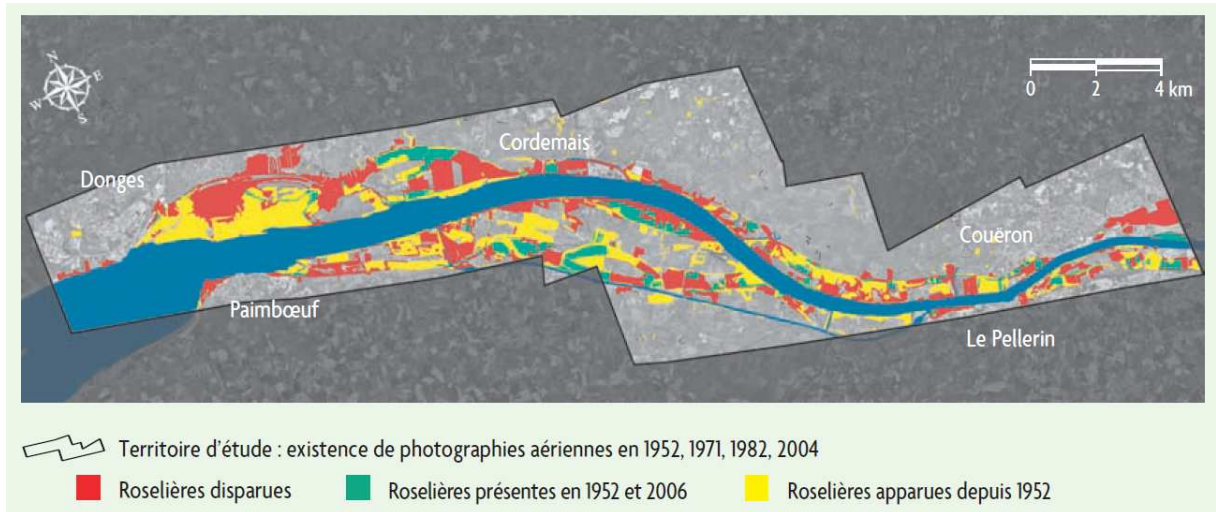 N
E
W
S
0 2 4 km
Cordemais
Donges
Couëron
Paimbœuf
Le Pellerin
Territoire d'étude : existence de photographies aériennes en 1952, 1971, 1982, 2004
Roselières disparues
Roselières présentes en 1952 et 2006
Roselières apparues depuis 1952